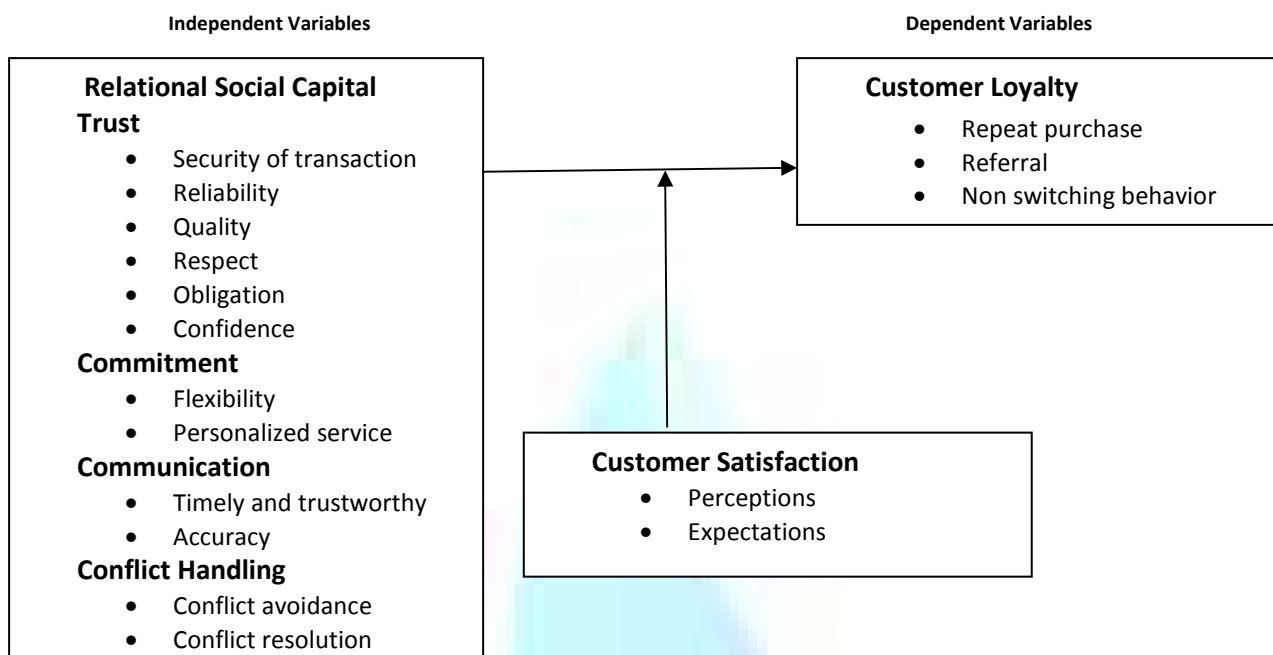 Independent Variables
Dependent Variables
Relational Social Capital
Trust
• Security of transaction
• Reliability
• Quality
• Respect
• Obligation
• Confidence
Commitment
• Flexibility
• Personalized service
Communication
• Timely and trustworthy
• Accuracy
Conflict Handling
• Conflict avoidance
• Conflict resolution
Customer Loyalty
• Repeat purchase
• Referral
• Non switching behavior
Customer Satisfaction
• Perceptions
• Expectations